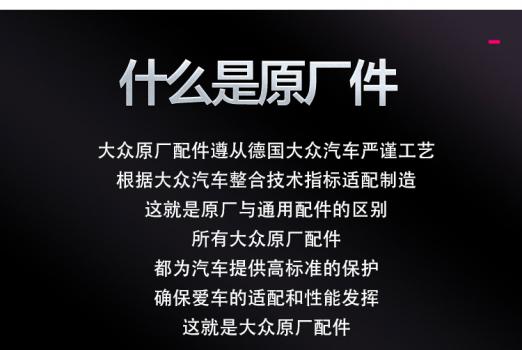 什么是原厂件
大众原厂配件遵从德国大众汽车严谨工艺
根据大众汽车整合技术指标适配制造
这就是原厂与通用配件的区别
所有大众原厂配件
都为汽车提供高标准的保护
确保爱车的适配和性能发挥
这就是大众原厂配件